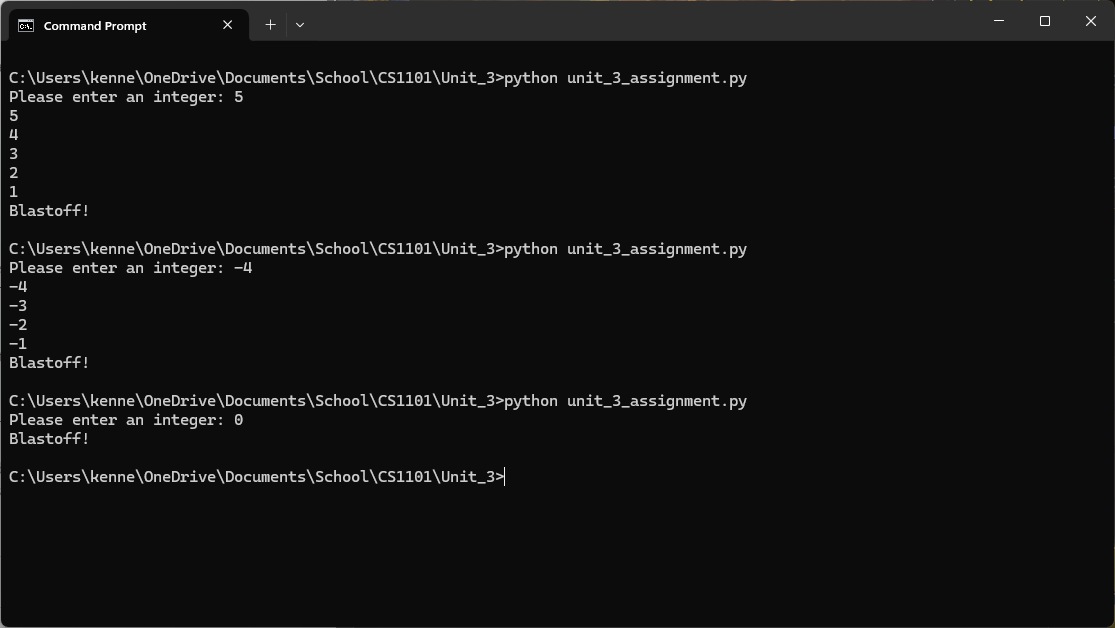 Command Prompt
C:\Users\kenne\OneDrive\Documents\School\CS1101\Unit_3>python unit_3_assignment.py
Please enter an integer: 5
5
4
3
2
1
Blastoff!
C:\Users\kenne\OneDrive\Documents\School\CS1101\Unit_3>python unit_3_assignment.py
Please enter an integer: -4
-4
-3
-2
-1
Blastoff!
C:\Users\kenne\OneDrive\Documents\School\CS1101\Unit_3>python unit_3_assignment.py
Please enter an integer: 0
Blastoff!
C:\Users\kenne\OneDrive\Documents\School\CS1101\Unit_3>